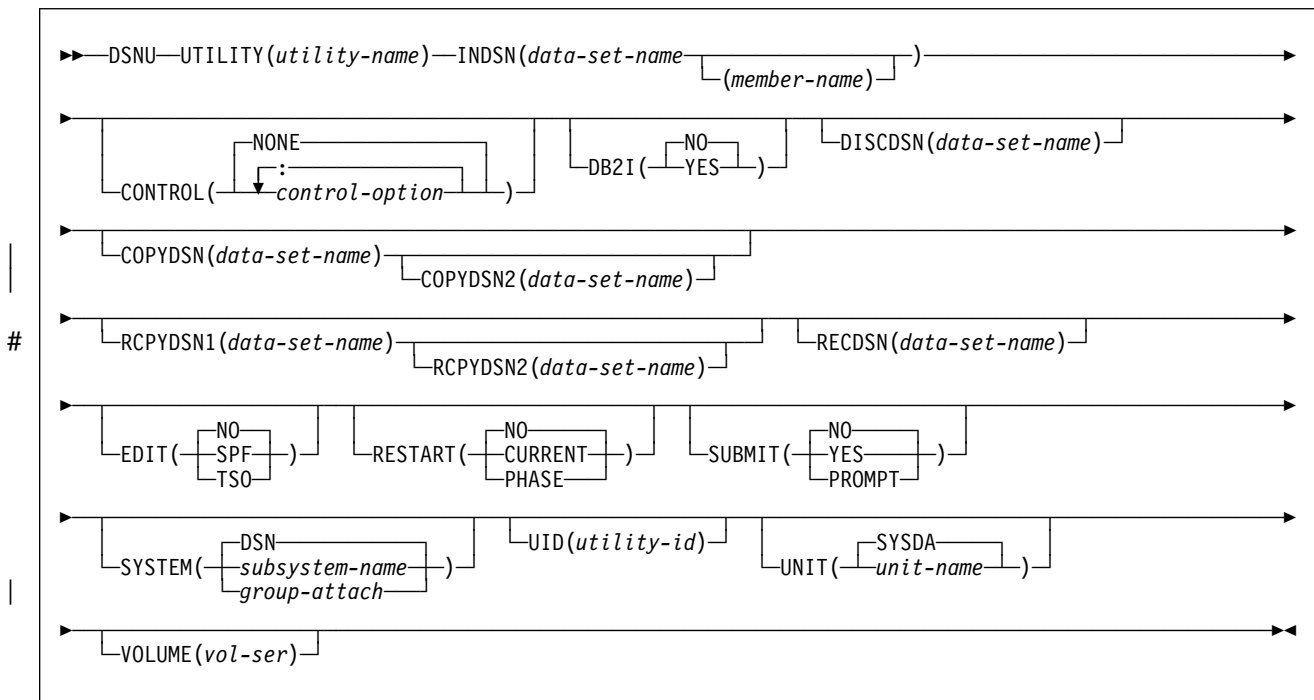 DSNU UTILITY(utility-name) INDSN(data-set-name )
(member-name)
NONE NO DISCDSN(data-set-name)
: DB2I( YES )
CONTROL( control-option )
| COPYDSN(data-set-name)
| COPYDSN2(data-set-name)
# RCPYDSN1(data-set-name) RECDSN(data-set-name)
RCPYDSN2(data-set-name)
NO NO NO
EDIT( SPF ) RESTART( CURRENT ) SUBMIT( YES )
TSO PHASE PROMPT
DSN UID(utility-id) SYSDA
SYSTEM( subsystem-name ) UNIT( unit-name )
| group-attach
VOLUME(vol-ser)